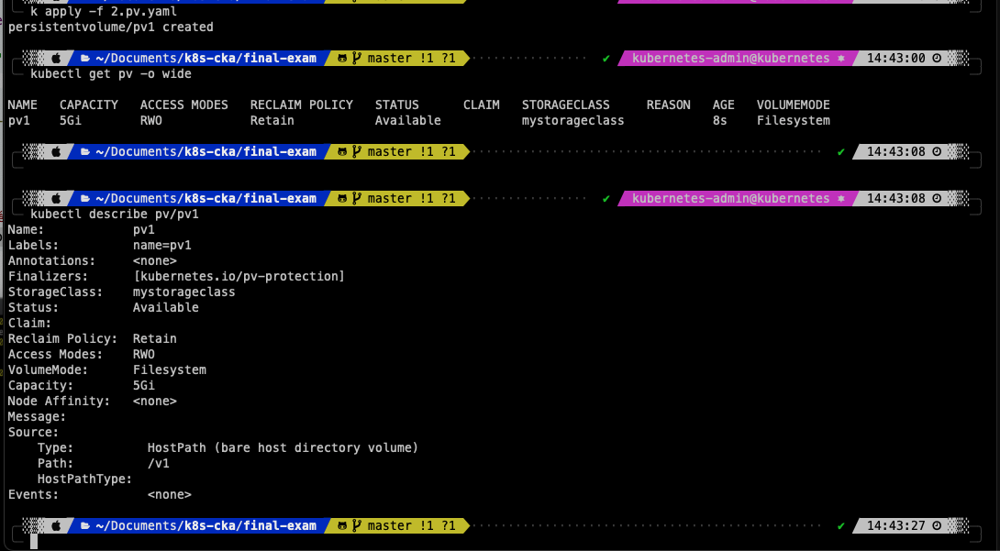 k apply -f 2.pv.yaml
persistentvolume/pv1 created
~/Documents/k8s-cka/final-exam master !1 ?1 ✔ kubernetes-admin@kubernetes 14:43:00
kubectl get pv -o wide
NAME CAPACITY ACCESS MODES RECLAIM POLICY STATUS CLAIM STORAGECLASS REASON AGE VOLUMEMODE
pv1 5Gi RWO Retain Available mystorageclass 8s Filesystem
~/Documents/k8s-cka/final-exam master !1 ?1 ✔ 14:43:08
~/Documents/k8s-cka/final-exam master !1 ?1 ✔ kubernetes-admin@kubernetes 14:43:08
kubectl describe pv/pv1
Name: pv1
Labels: name=pv1
Annotations: <none>
Finalizers: [kubernetes.io/pv-protection]
StorageClass: mystorageclass
Status: Available
Claim:
Reclaim Policy: Retain
Access Modes: RWO
VolumeMode: Filesystem
Capacity: 5Gi
Node Affinity: <none>
Message:
Source:
Type: HostPath (bare host directory volume)
Path: /v1
HostPathType:
Events: <none>
~/Documents/k8s-cka/final-exam master !1 ?1 ✔ 14:43:27